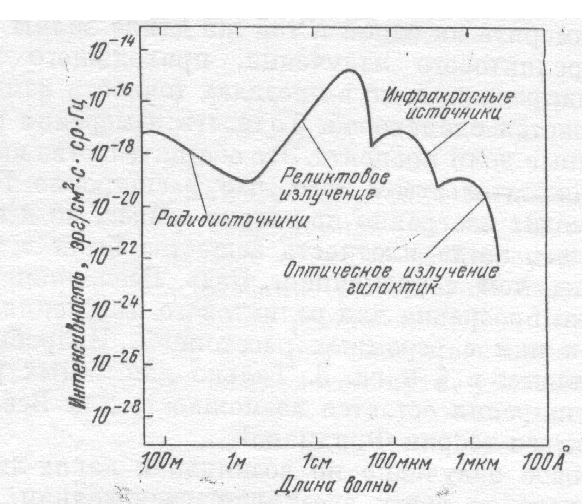 10⁻¹⁴
10⁻¹⁶
10⁻¹⁸
10⁻²⁰
10⁻²²
10⁻²⁴
10⁻²⁶
10⁻²⁸
Интенсивность, эрг/см²·с·ср·Гц
Инфракрасные
источники
Реликтовое
излучение
Радиоисточники
Оптическое излучение
галактик
100м 1м 1см 100мкм 1мкм 100Å
Длина волны